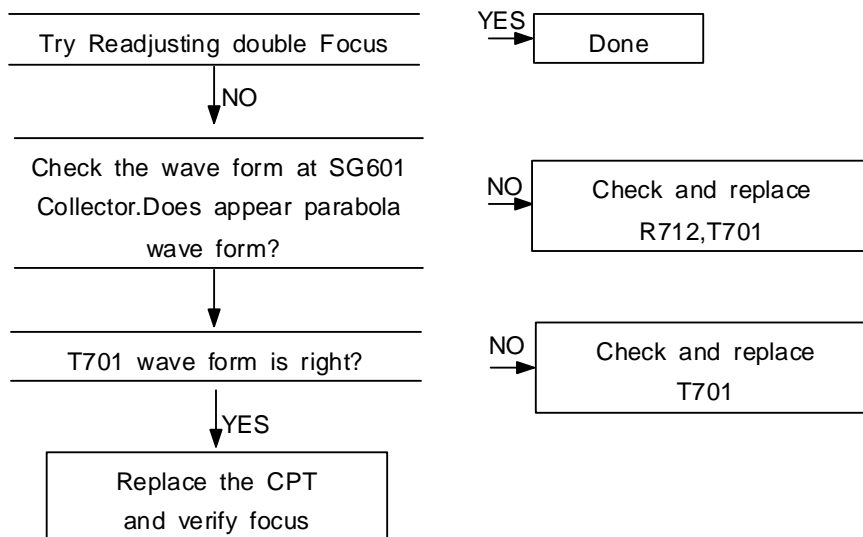 Try Readjusting double Focus
YES
Done
NO
Check the wave form at SG601
Collector.Does appear parabola
wave form?
NO
Check and replace
R712,T701
T701 wave form is right?
NO
Check and replace
T701
YES
Replace the CPT
and verify focus